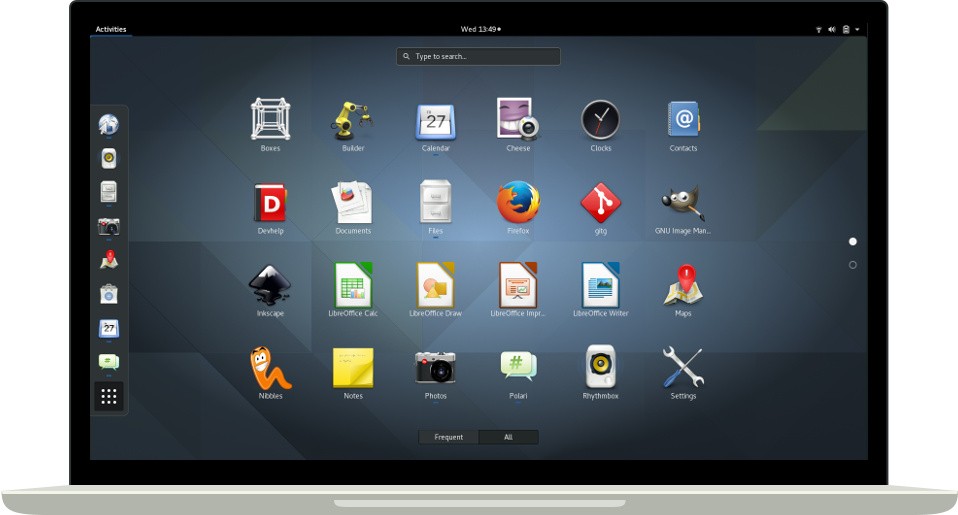 Activities
Wed 13:49
Type to search...
27
@
Boxes
Builder
Calendar
Cheese
Clocks
Contacts
D
Devhelp
Documents
Files
Firefox
gitg
GNU Image Man...
Inkscape
LibreOffice Calc
LibreOffice Draw
LibreOffice Impr...
LibreOffice Writer
Maps
27
#
#
Nibbles
Notes
Photos
Polari
Rhythmbox
Settings
Frequent
All